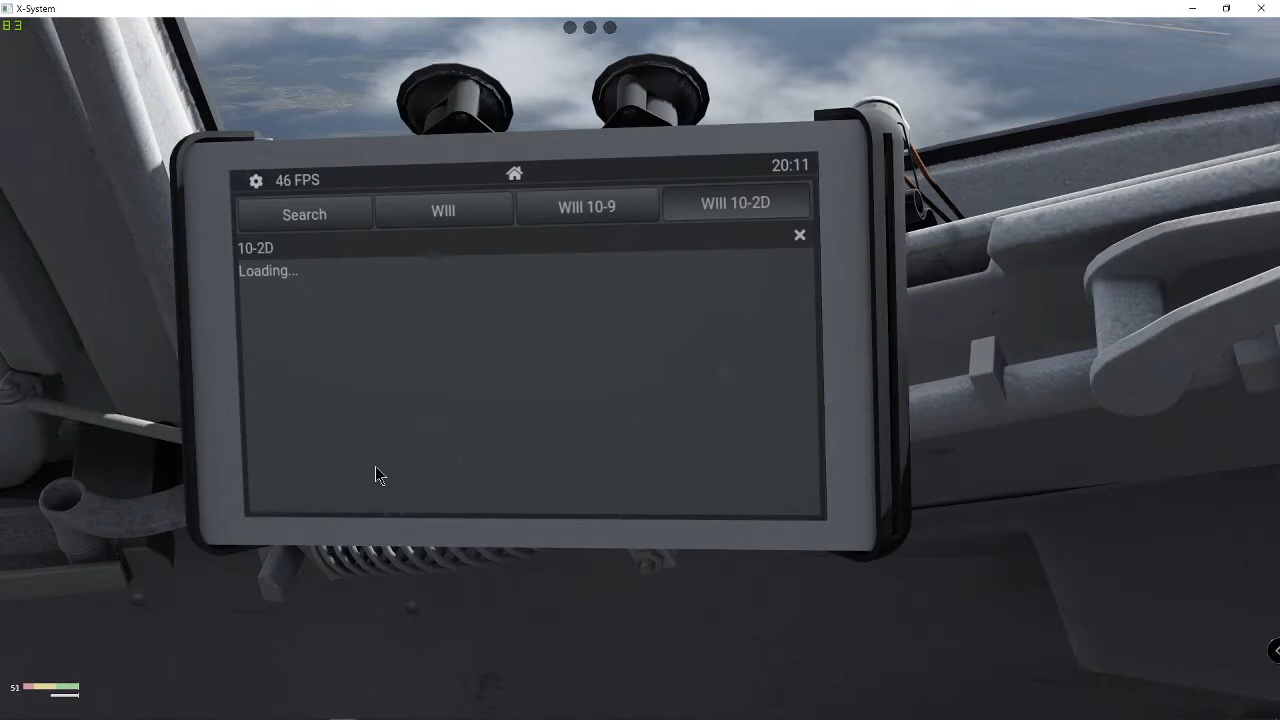 X-System
83
46 FPS
20:11
Search
WIII
WIII 10-9
WIII 10-2D
10-2D
Loading...
51